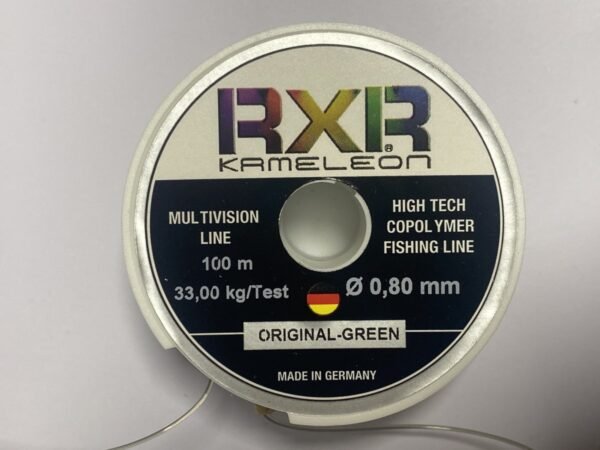 RXR®
KAMELEON
MULTIVISION
LINE
100 m
33,00 kg/Test
HIGH TECH
COPOLYMER
FISHING LINE
Ø 0,80 mm
ORIGINAL-GREEN
MADE IN GERMANY